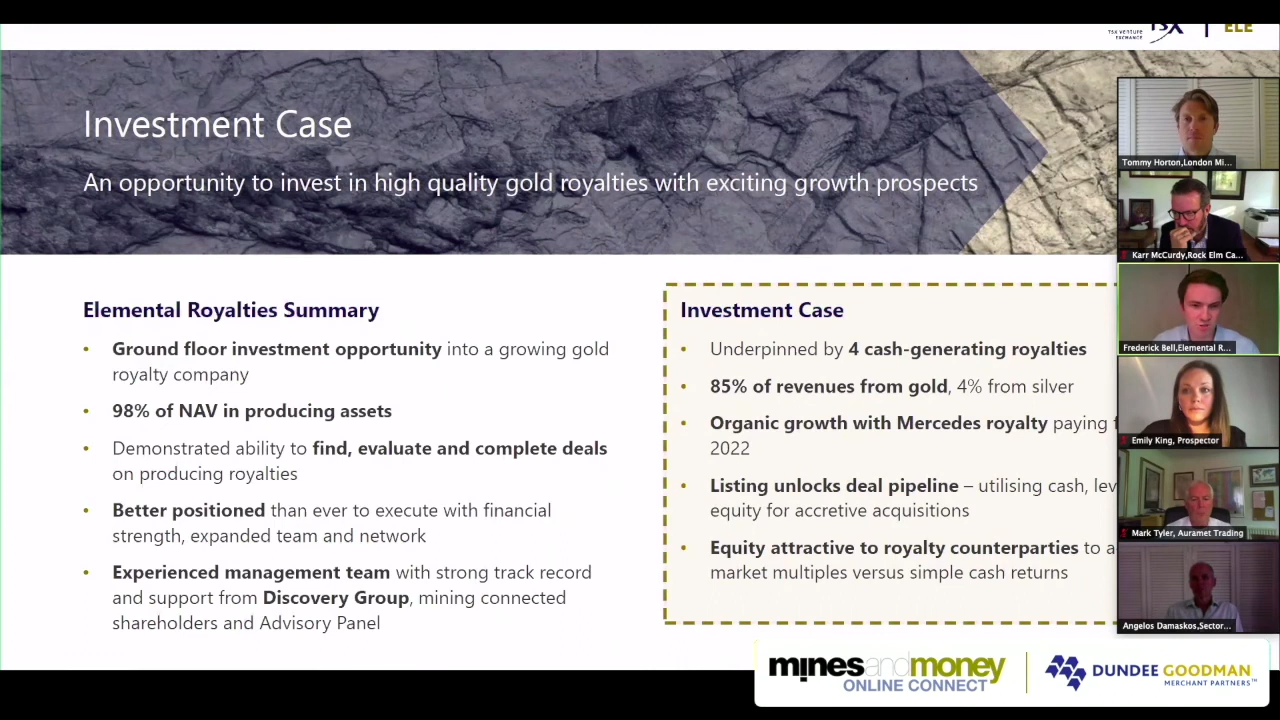 TSX VENTURE
EXCHANGE
TSX
ELE
Investment Case
An opportunity to invest in high quality gold royalties with exciting growth prospects
Elemental Royalties Summary
• Ground floor investment opportunity into a growing gold
royalty company
• 98% of NAV in producing assets
• Demonstrated ability to find, evaluate and complete deals
on producing royalties
• Better positioned than ever to execute with financial
strength, expanded team and network
• Experienced management team with strong track record
and support from Discovery Group, mining connected
shareholders and Advisory Panel
Investment Case
• Underpinned by 4 cash-generating royalties
• 85% of revenues from gold, 4% from silver
• Organic growth with Mercedes royalty paying
2022
• Listing unlocks deal pipeline – utilising cash, lev
equity for accretive acquisitions
• Equity attractive to royalty counterparties to a
market multiples versus simple cash returns
Tommy Horton,London Mi...
Karr McCurdy,Rock Elm Ca...
Frederick Bell,Elemental R...
Emily King, Prospector
Mark Tyler, Auramet Trading
Angelos Damaskos,Sector...
minesandmoney
ONLINE CONNECT
DUNDEE GOODMAN
MERCHANT PARTNERS™